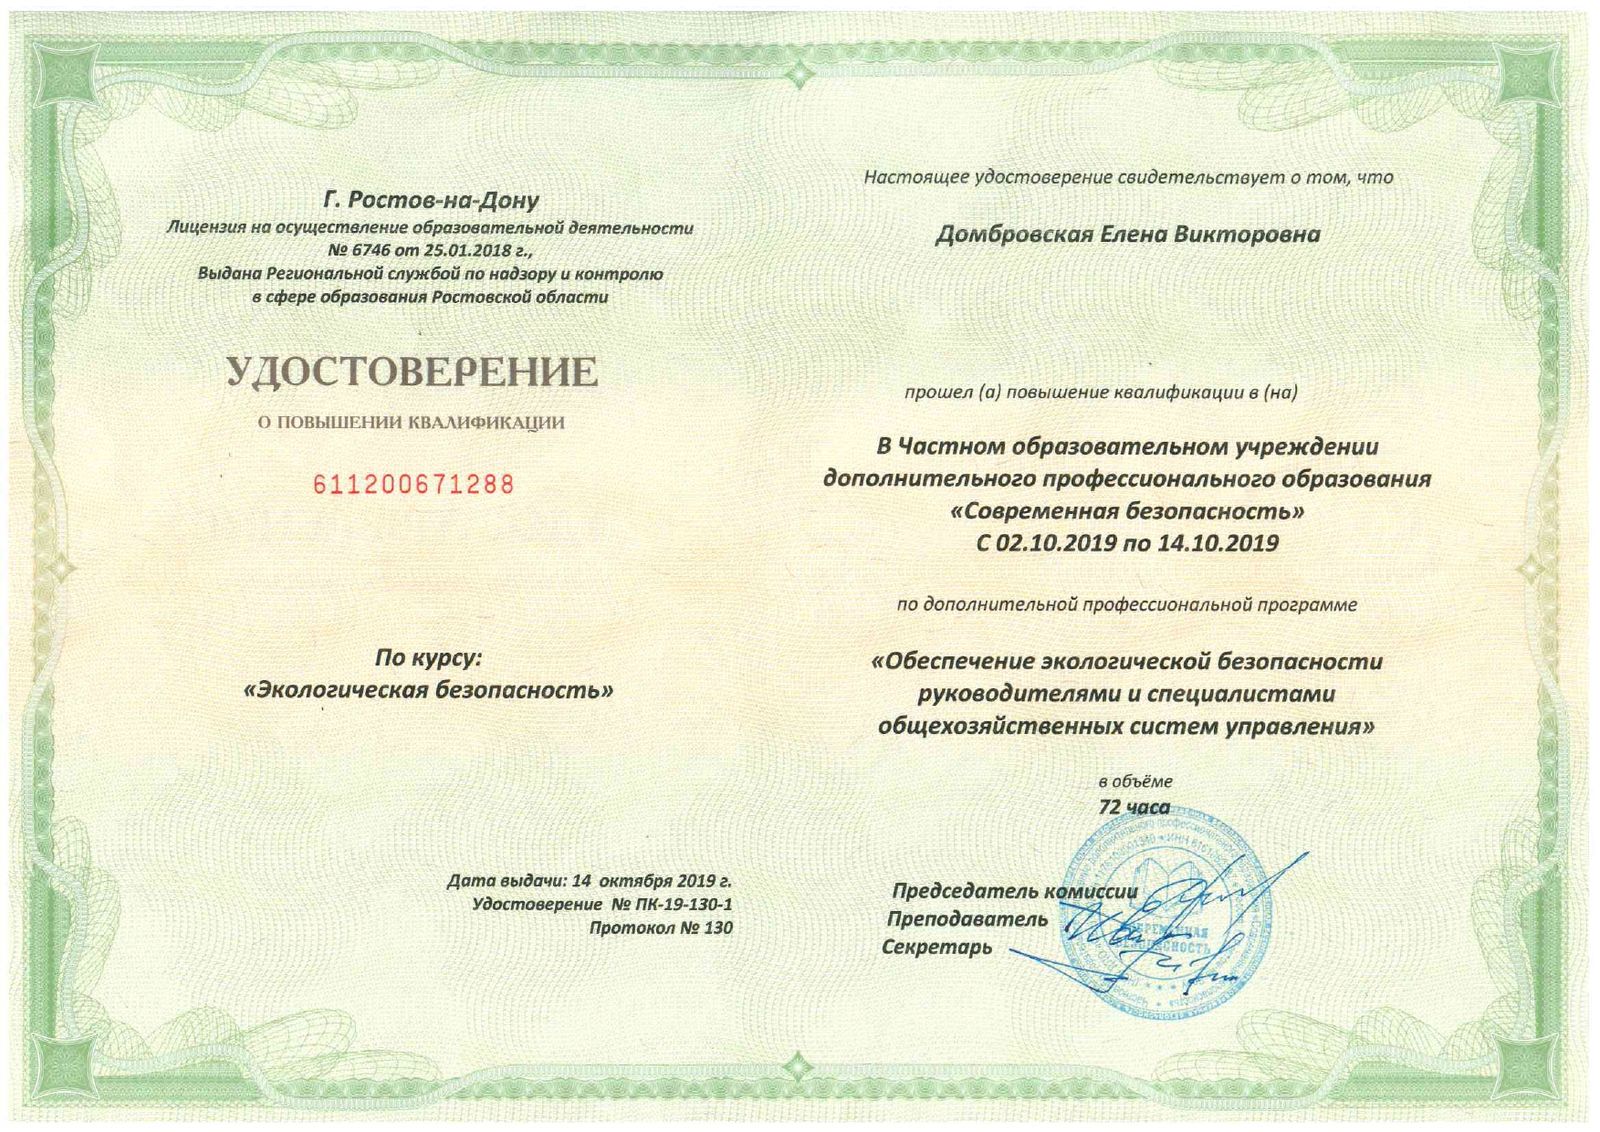 Г. Ростов-на-Дону
Лицензия на осуществление образовательной деятельности
№ 6746 от 25.01.2018 г.,
Выдана Региональной службой по надзору и контролю
в сфере образования Ростовской области
УДОСТОВЕРЕНИЕ
О ПОВЫШЕНИИ КВАЛИФИКАЦИИ
611200671288
По курсу:
«Экологическая безопасность»
Дата выдачи: 14 октября 2019 г.
Удостоверение № ПК-19-130-1
Протокол № 130
Настоящее удостоверение свидетельствует о том, что
Домбровская Елена Викторовна
прошел (а) повышение квалификации в (на)
В Частном образовательном учреждении
дополнительного профессионального образования
«Современная безопасность»
С 02.10.2019 по 14.10.2019
по дополнительной профессиональной программе
«Обеспечение экологической безопасности
руководителями и специалистами
общехозяйственных систем управления»
в объёме
72 часа
Председатель комиссии
Преподаватель
Секретарь